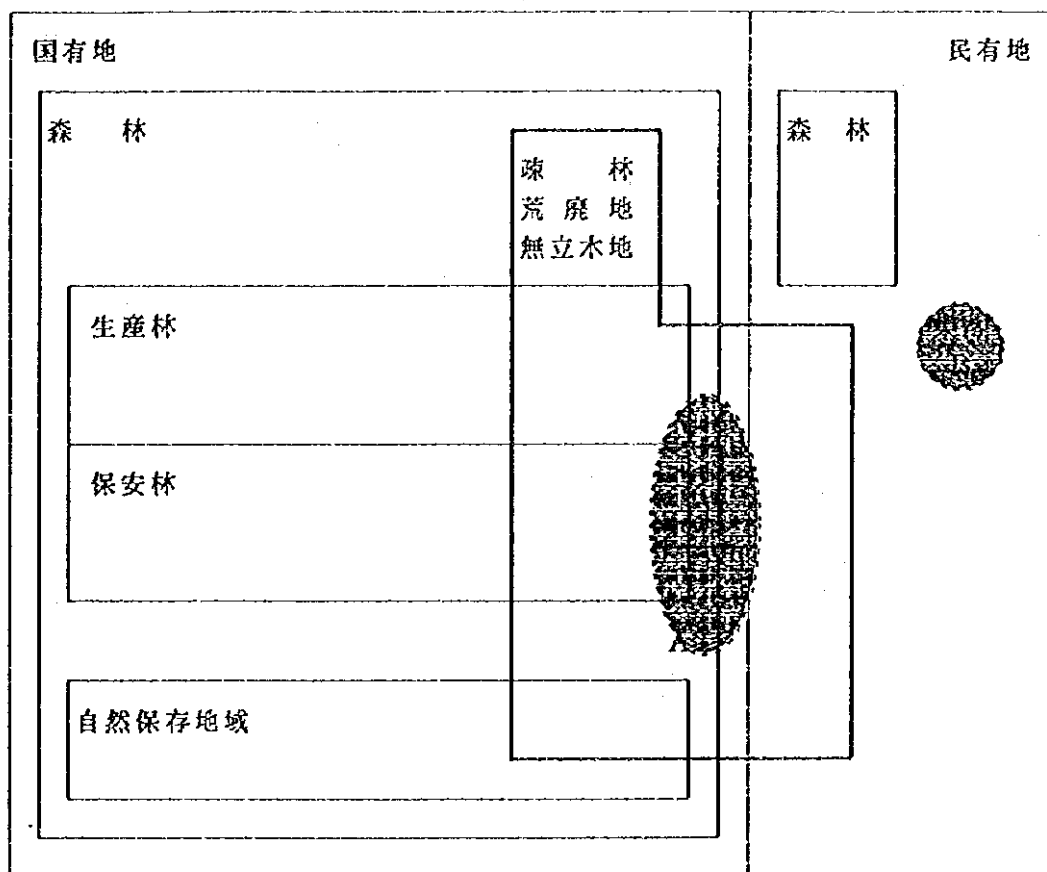 国有地
民有地
森 林
森 林
疎 林
荒廃地
無立木地
生産林
保安林
自然保存地域